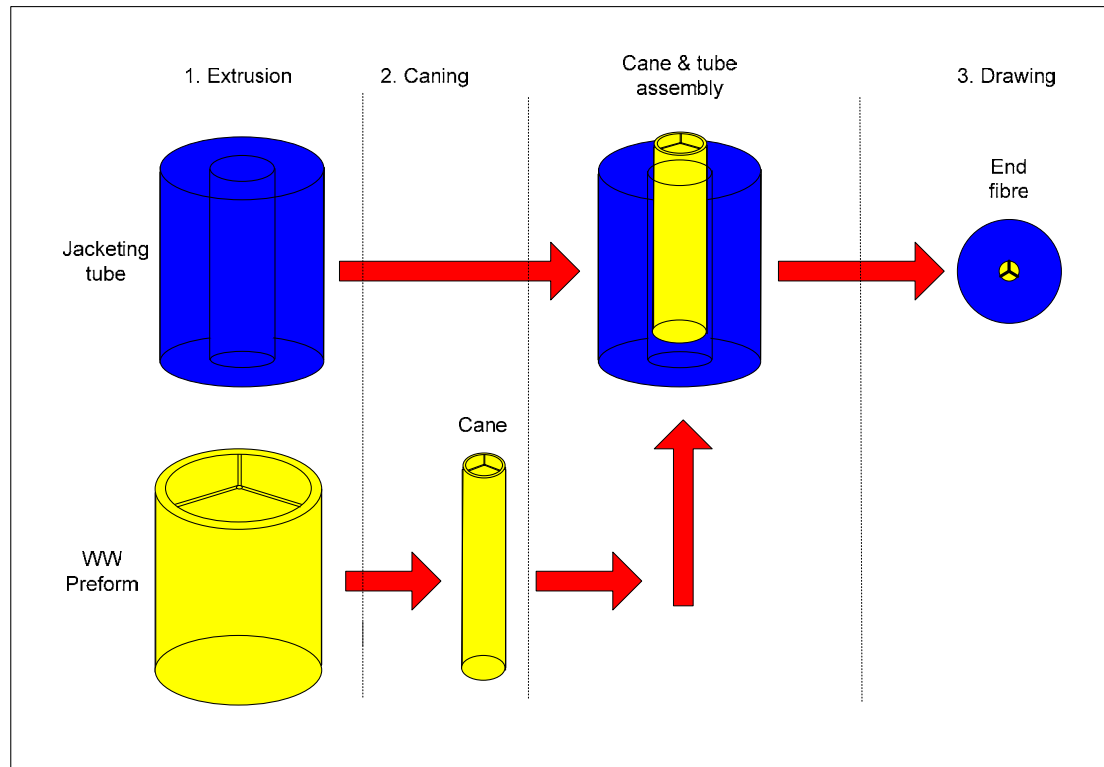 1. Extrusion
2. Caning
Cane & tube
assembly
3. Drawing
Jacketing
tube
End
fibre
Cane
WW
Preform